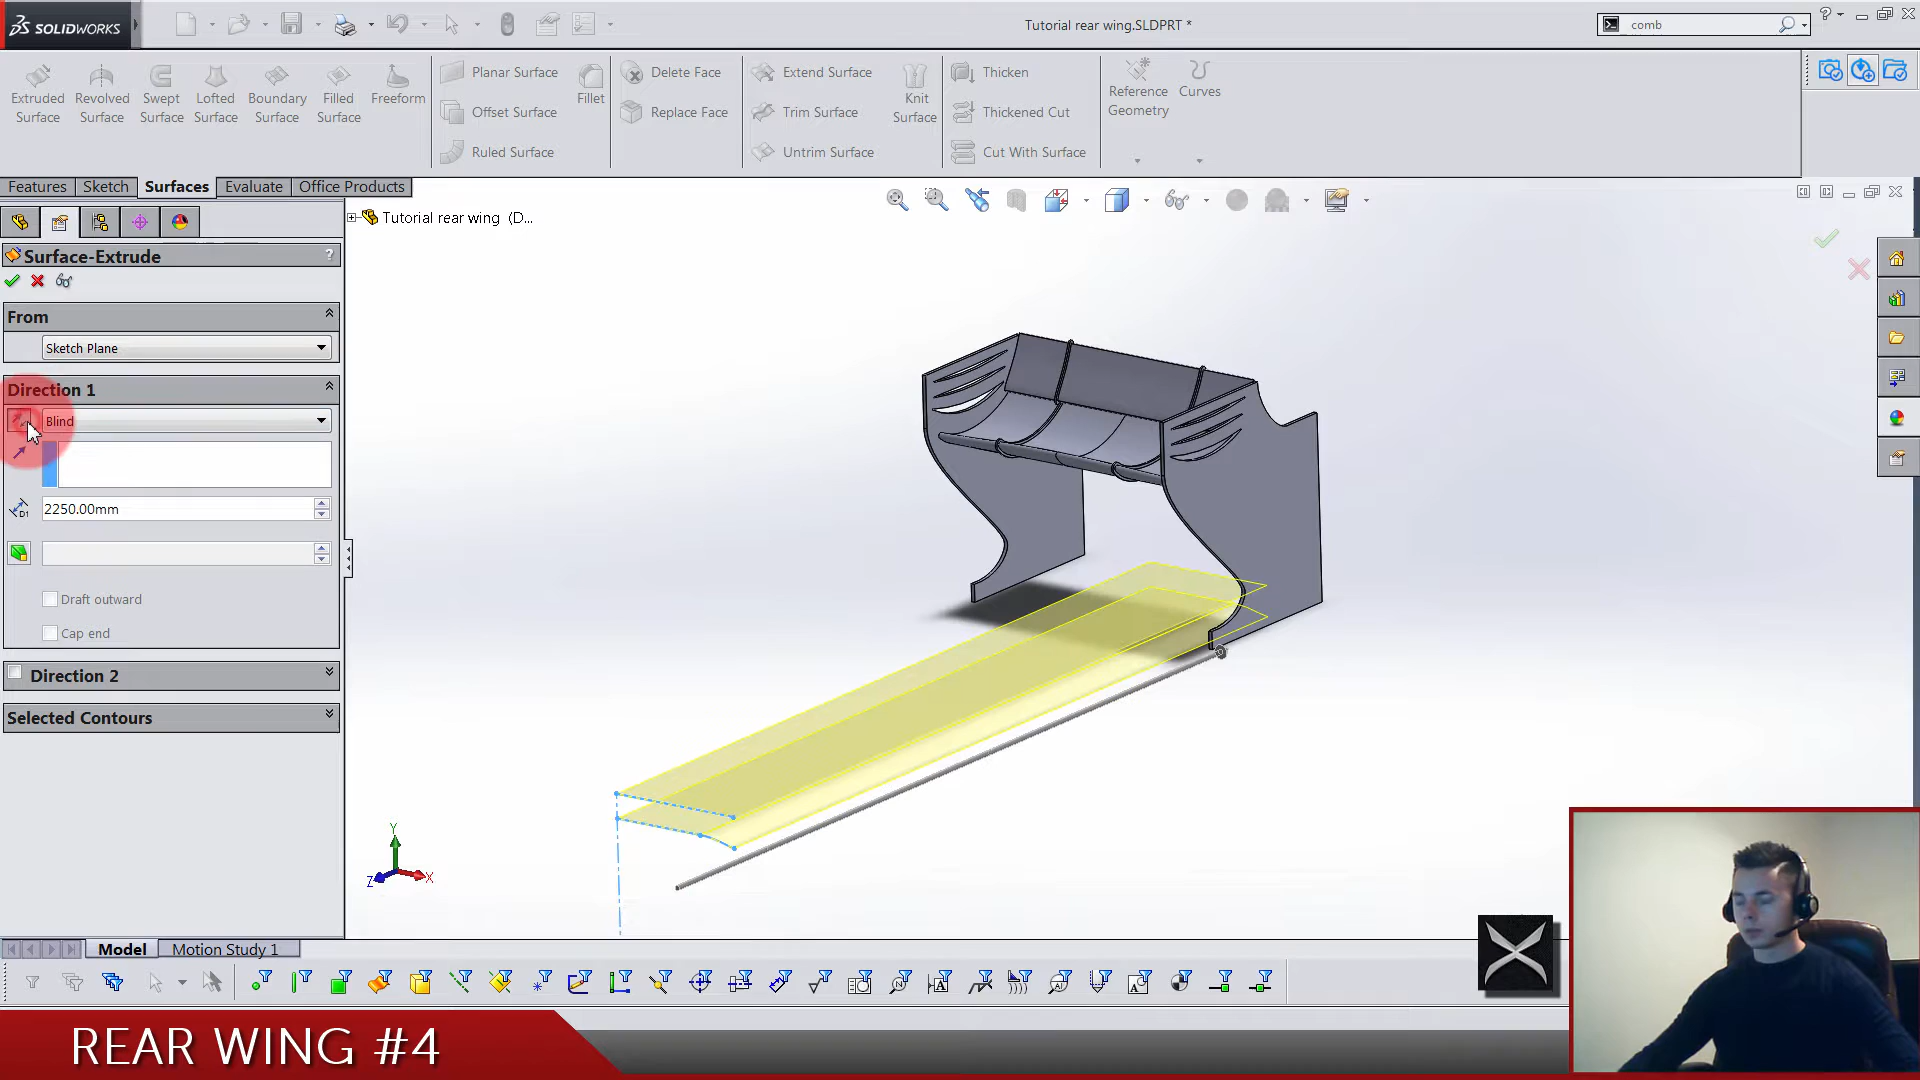 SOLIDWORKS
Tutorial rear wing.SLDPRT *
comb
Extruded Surface
Revolved Surface
Swept Surface
Lofted Surface
Boundary Surface
Filled Surface
Freeform
Planar Surface
Offset Surface
Ruled Surface
Fillet
Delete Face
Replace Face
Extend Surface
Trim Surface
Untrim Surface
Knit Surface
Thicken
Thickened Cut
Cut With Surface
Reference Geometry
Curves
Features
Sketch
Surfaces
Evaluate
Office Products
Tutorial rear wing (D...
Surface-Extrude
?
From
Sketch Plane
Direction 1
Blind
D1
2250.00mm
Draft outward
Cap end
Direction 2
Selected Contours
Y
Z
X
Model
Motion Study 1
REAR WING #4